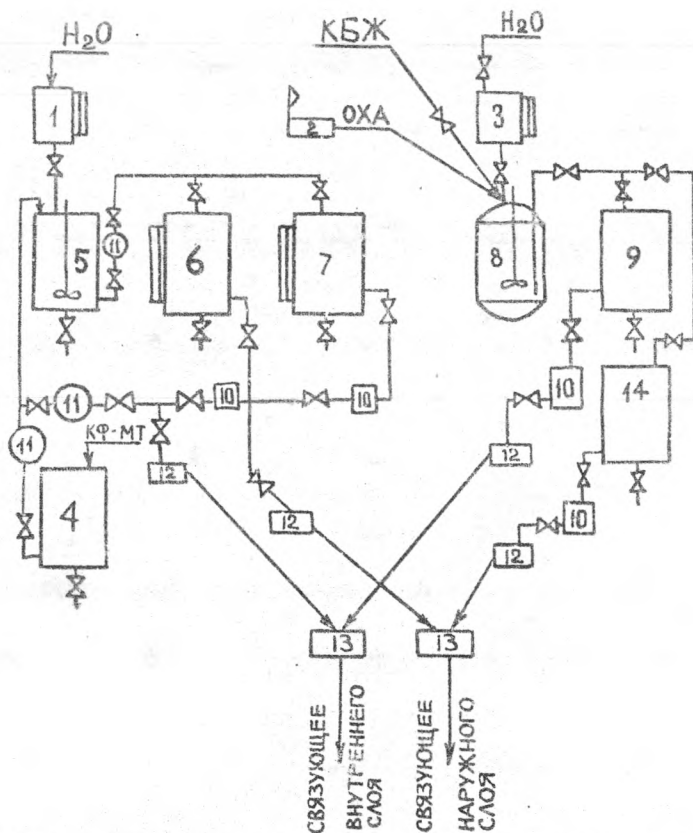 H₂O
КБЖ
H₂O
1
2
ОХА
3
5
11
6
7
8
9
11
10
10
10
14
11
КФ-МТ
12
12
4
12
12
10
13
13
СВЯЗУЮЩЕЕ
ВНУТРЕННЕГО
СЛОЯ
СВЯЗУЮЩЕЕ
НАРУЖНОГО
СЛОЯ